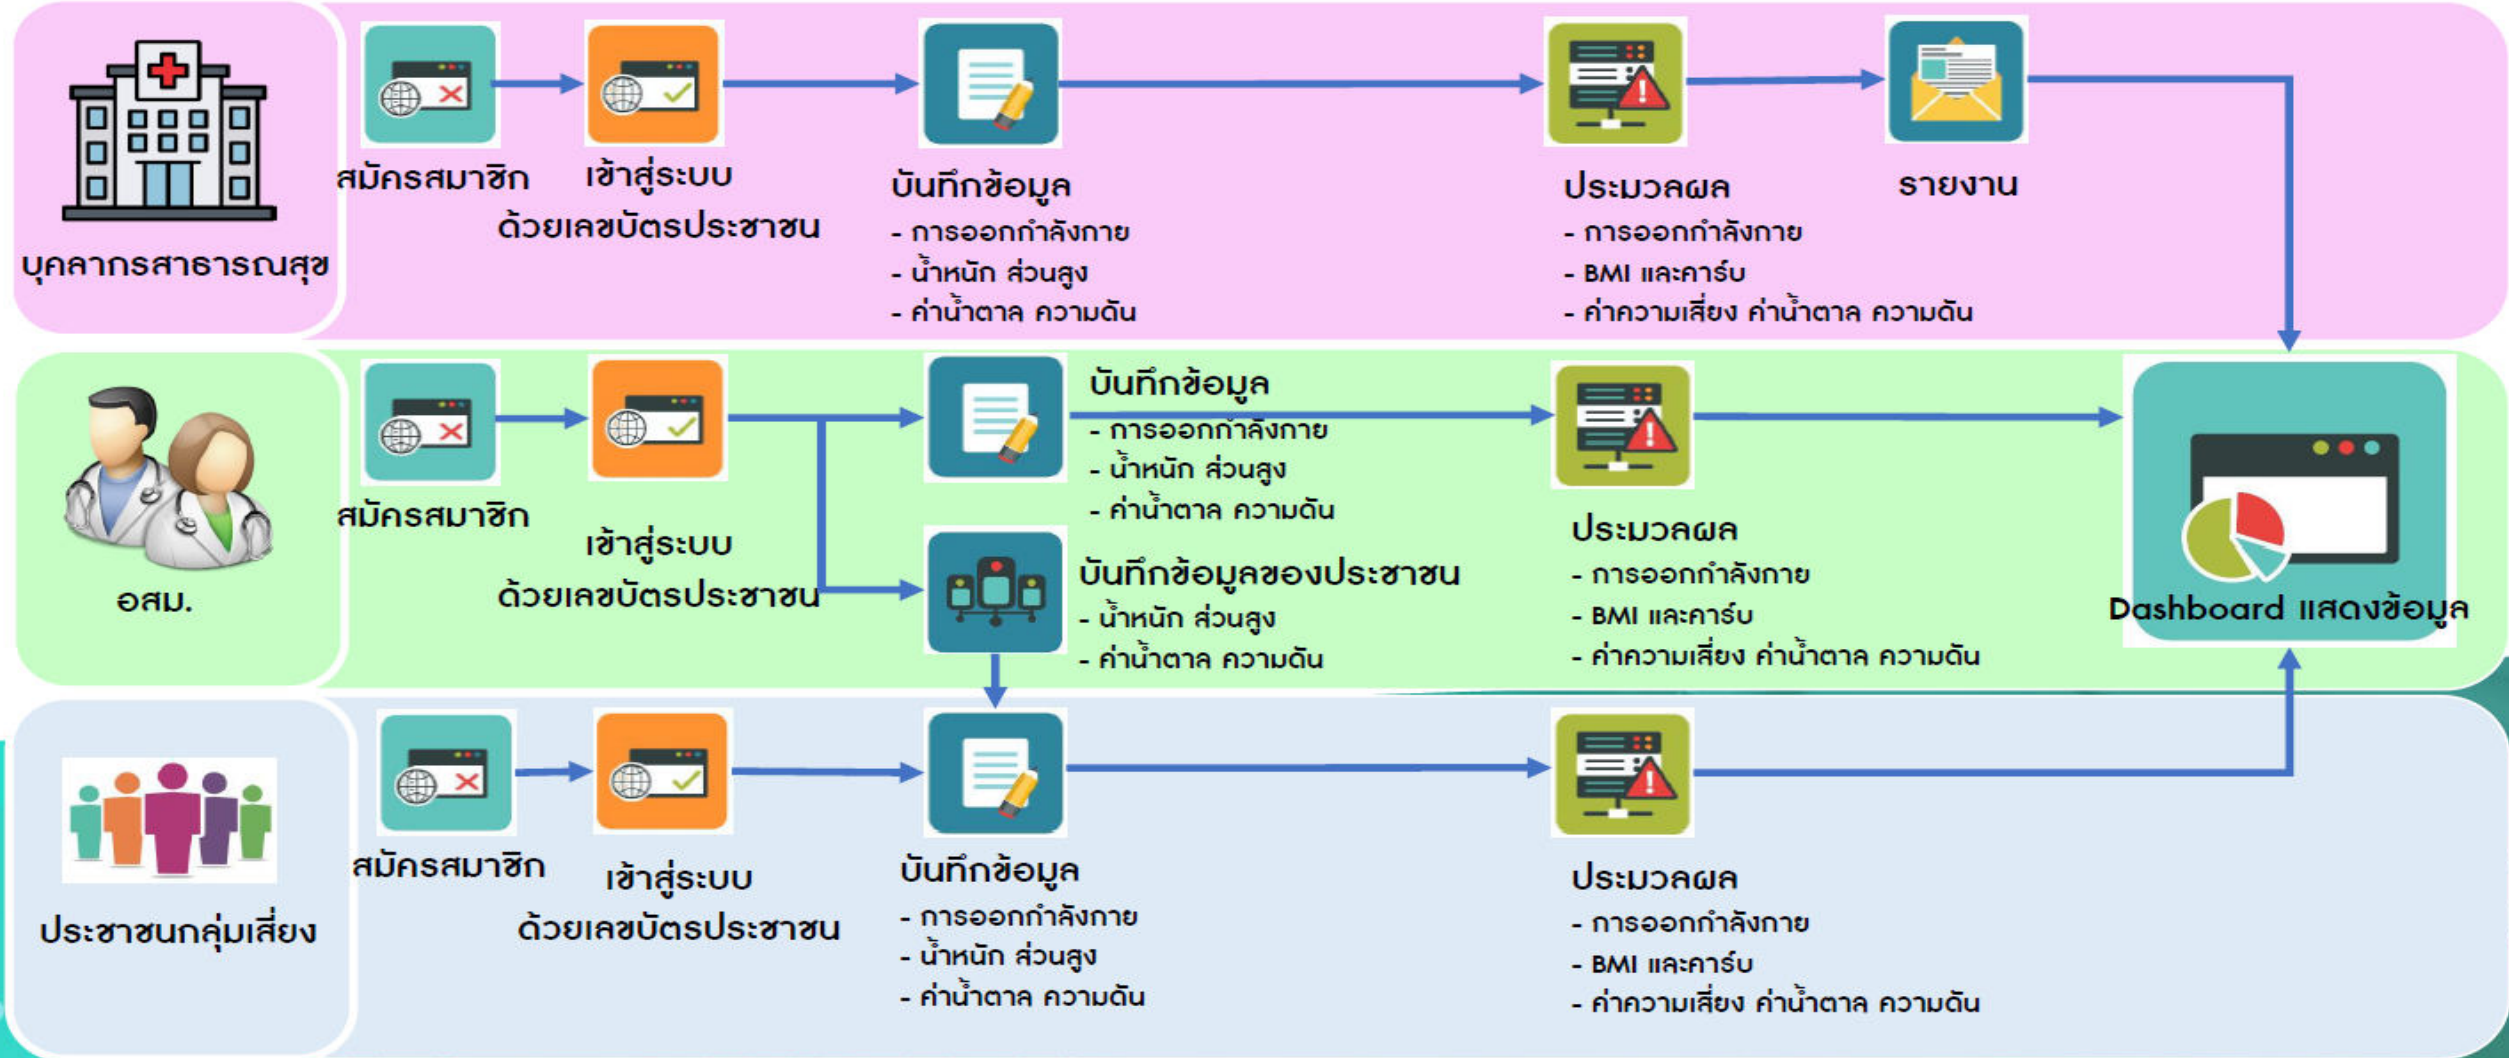 บุคลากรสาธารณสุข
สมัครสมาชิก
เข้าสู่ระบบ
ด้วยเลขบัตรประชาชน
บันทึกข้อมูล
- การออกกำลังกาย
- น้ำหนัก ส่วนสูง
- ค่าน้ำตาล ความดัน
ประมวลผล
- การออกกำลังกาย
- BMI และคาร์บ
- ค่าความเสี่ยง ค่าน้ำตาล ความดัน
รายงาน
อสม.
สมัครสมาชิก
เข้าสู่ระบบ
ด้วยเลขบัตรประชาชน
บันทึกข้อมูล
- การออกกำลังกาย
- น้ำหนัก ส่วนสูง
- ค่าน้ำตาล ความดัน
บันทึกข้อมูลของประชาชน
- น้ำหนัก ส่วนสูง
- ค่าน้ำตาล ความดัน
ประมวลผล
- การออกกำลังกาย
- BMI และคาร์บ
- ค่าความเสี่ยง ค่าน้ำตาล ความดัน
Dashboard แสดงข้อมูล
ประชาชนกลุ่มเสี่ยง
สมัครสมาชิก
เข้าสู่ระบบ
ด้วยเลขบัตรประชาชน
บันทึกข้อมูล
- การออกกำลังกาย
- น้ำหนัก ส่วนสูง
- ค่าน้ำตาล ความดัน
ประมวลผล
- การออกกำลังกาย
- BMI และคาร์บ
- ค่าความเสี่ยง ค่าน้ำตาล ความดัน